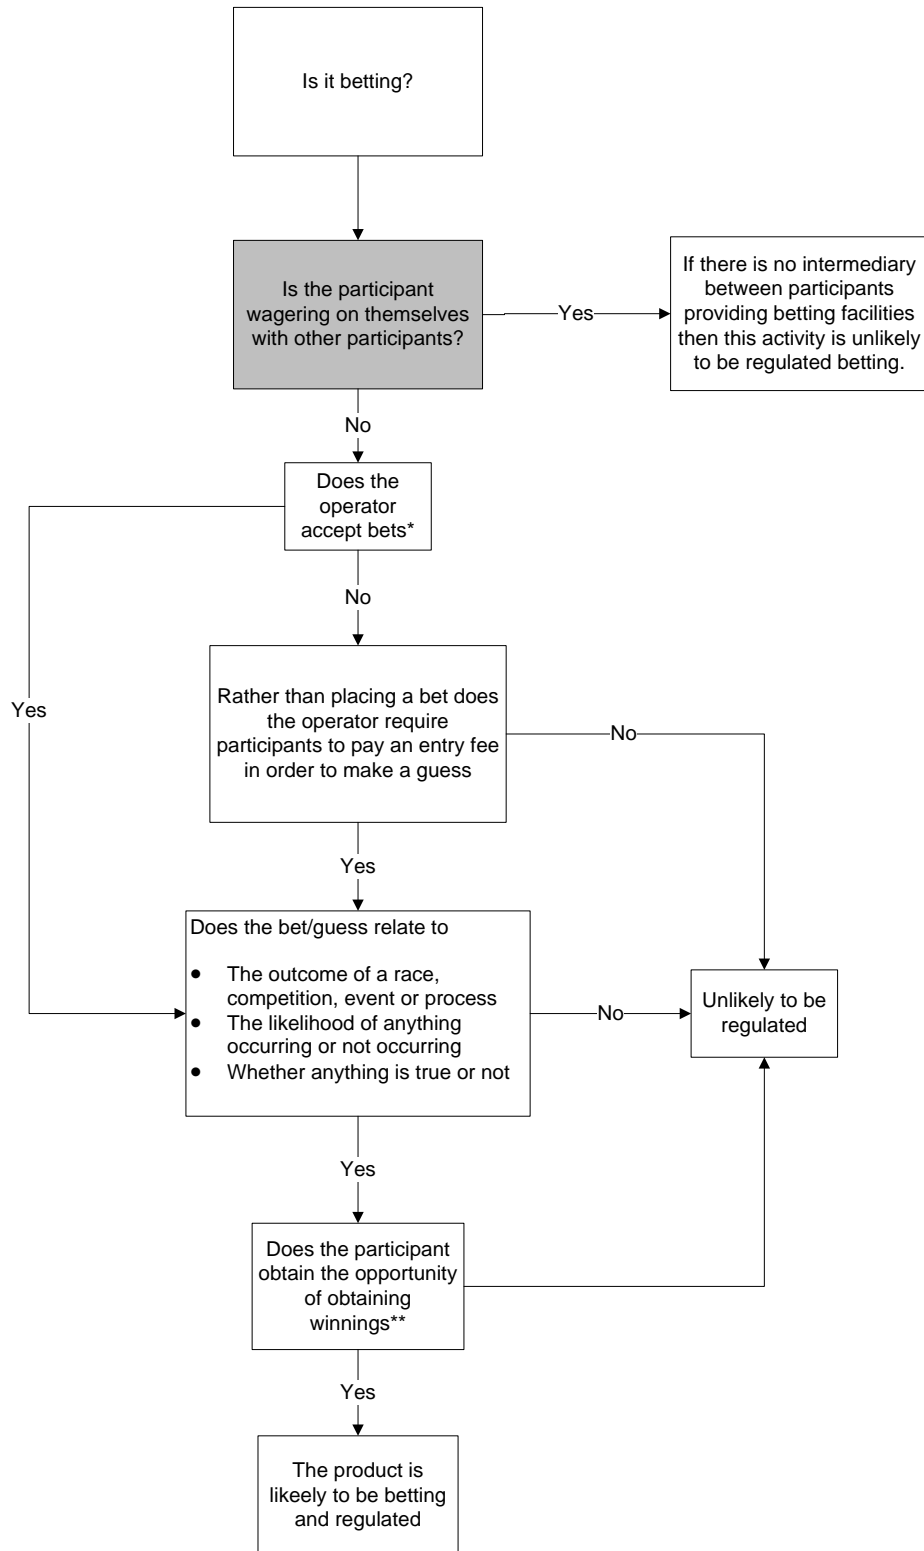 Is it betting?
Is the participant
wagering on themselves
with other participants?
Yes
If there is no intermediary
between participants
providing betting facilities
then this activity is unlikely
to be regulated betting.
No
Does the
operator
accept bets*
No
Yes
Rather than placing a bet does
the operator require
participants to pay an entry fee
in order to make a guess
No
Yes
Does the bet/guess relate to
● The outcome of a race,
competition, event or process
● The likelihood of anything
occurring or not occurring
● Whether anything is true or not
No
Unlikely to be
regulated
Yes
Does the participant
obtain the opportunity
of obtaining
winnings**
Yes
The product is
likeely to be betting
and regulated